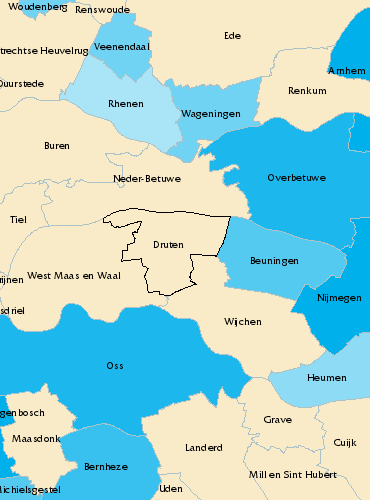 Woudenberg
Renswoude
Ede
Veenendaal
trechtse Heuvelrug
Arnhem
Duurstede
Renkum
Rhenen
Wageningen
Buren
Neder-Betuwe
Overbetuwe
Tiel
Druten
Beuningen
West Maas en Waal
ijnen
Nijmegen
sdriel
Wijchen
Oss
Heumen
genbosch
Grave
Maasdonk
Cuijk
Landerd
Bernheze
Mill en Sint Hubert
Michielsgestel
Uden